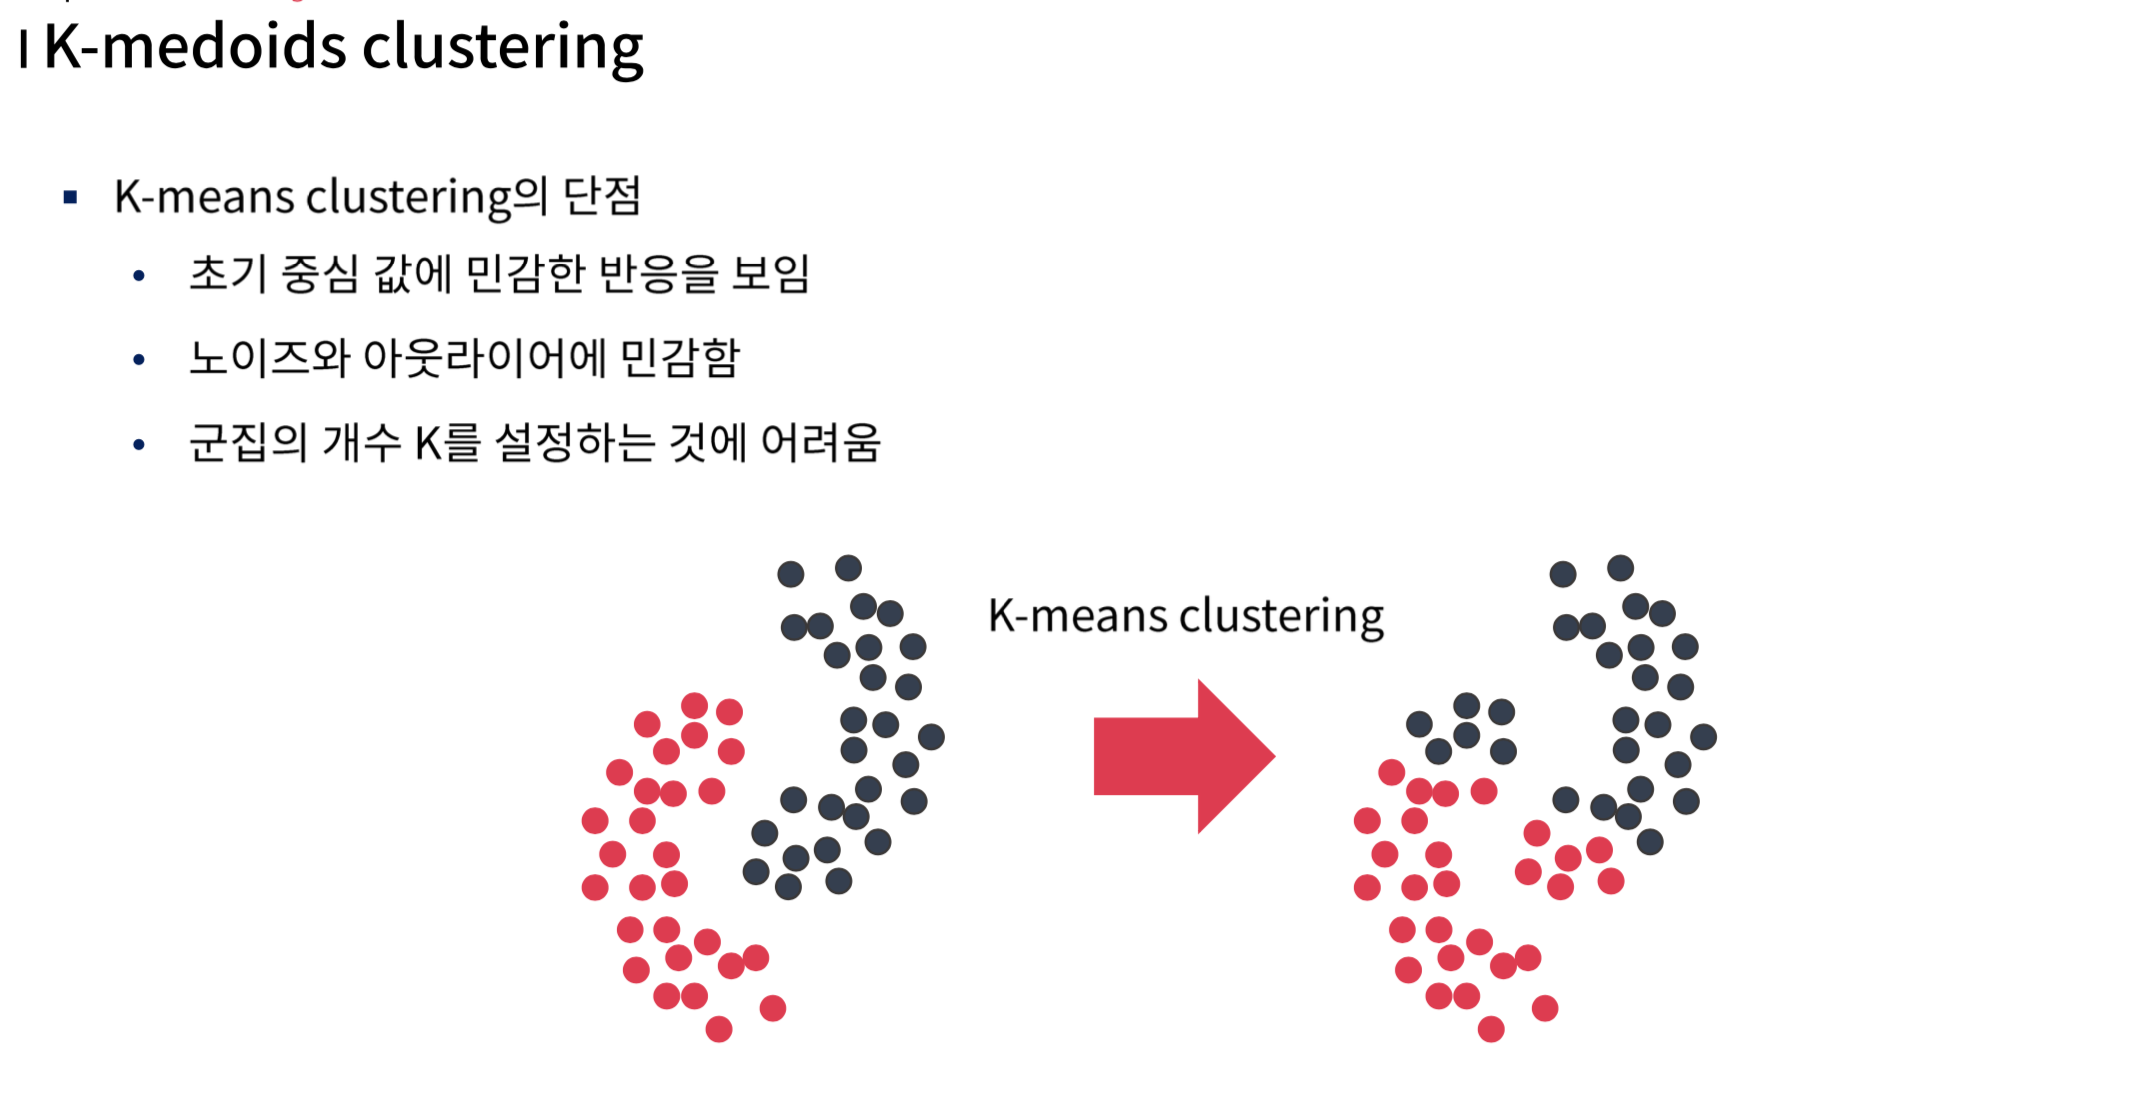 K-medoids clustering
K-means clustering의 단점
초기 중심 값에 민감한 반응을 보임
노이즈와 아웃라이어에 민감함
군집의 개수 K를 설정하는 것에 어려움
K-means clustering